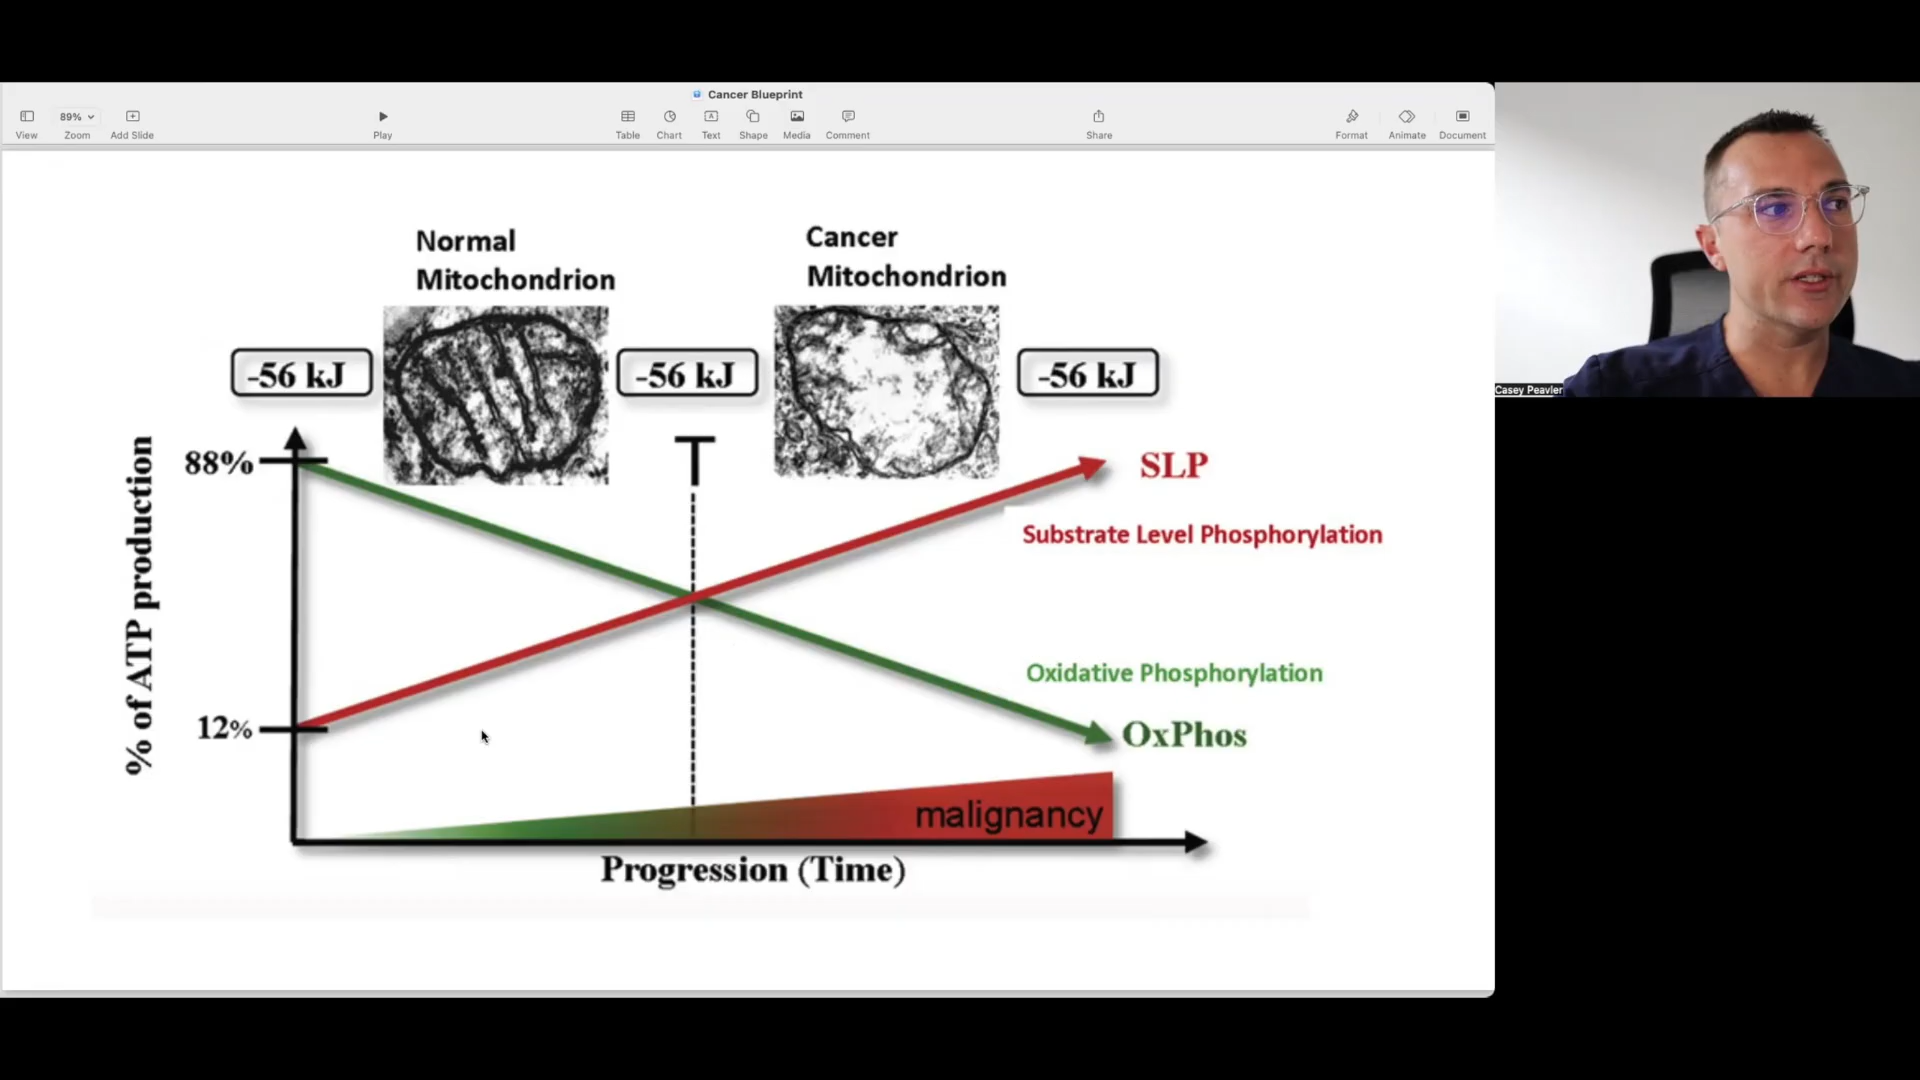 Cancer Blueprint
89%
View
Zoom
Add Slide
Play
Table
Chart
Text
Shape
Media
Comment
Share
Format
Animate
Document
Normal
Mitochondrion
Cancer
Mitochondrion
-56 kJ
-56 kJ
-56 kJ
Casey Peavler
% of ATP production
88%
T
SLP
Substrate Level Phosphorylation
Oxidative Phosphorylation
12%
OxPhos
malignancy
Progression (Time)